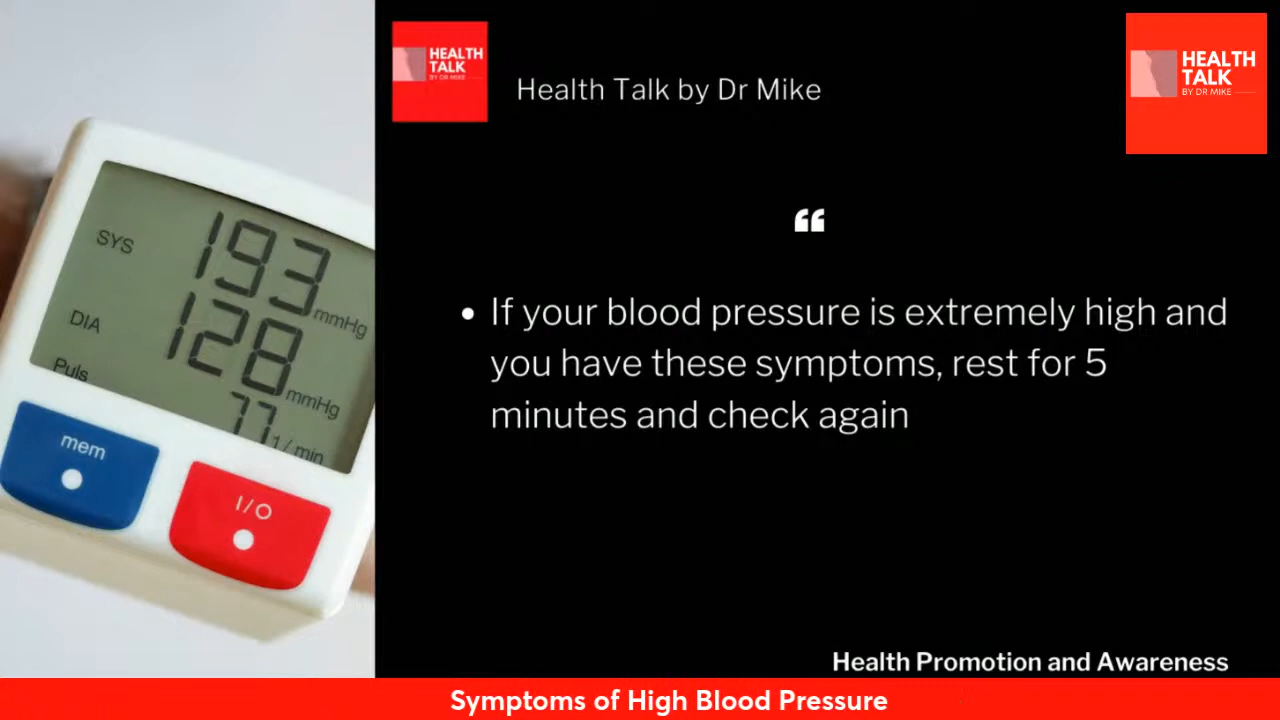 SYS
193
mmHg
DIA
128
mmHg
Puls
77
1/min
mem
I/O
HEALTH
TALK
BY DR MIKE
Health Talk by Dr Mike
HEALTH
TALK
BY DR MIKE
“
• If your blood pressure is extremely high and
you have these symptoms, rest for 5
minutes and check again
Health Promotion and Awareness
Symptoms of High Blood Pressure